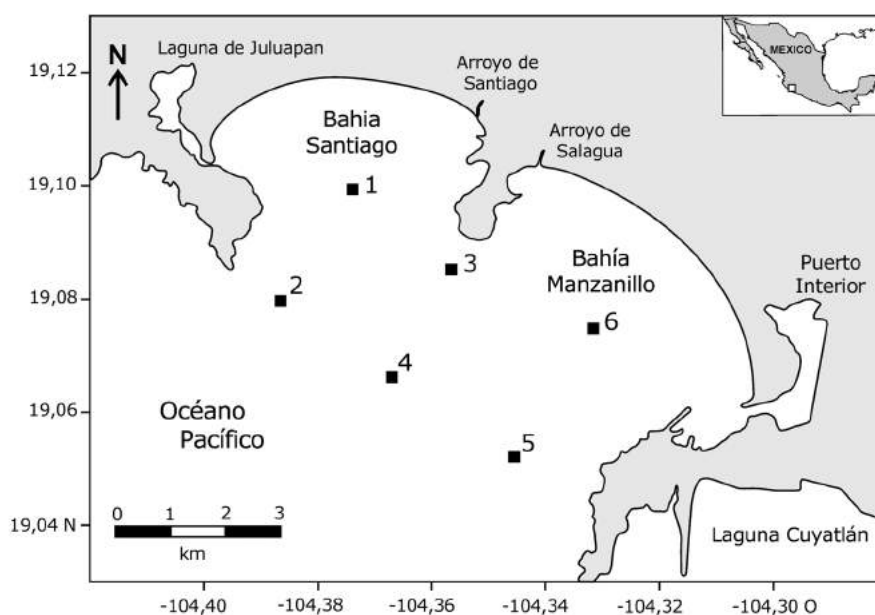 MEXICO
Laguna de Juluapan
N
19,12
Arroyo de
Santiago
Bahia
Santiago
Arroyo de
Salagua
19,10
1
3
Bahía
Manzanillo
Puerto
Interior
2
19,08
6
4
19,06
Océano
Pacífico
5
0 1 2 3
km
19,04 N
Laguna Cuyatlán
-104,40 -104,38 -104,36 -104,34 -104,32 -104,30 O